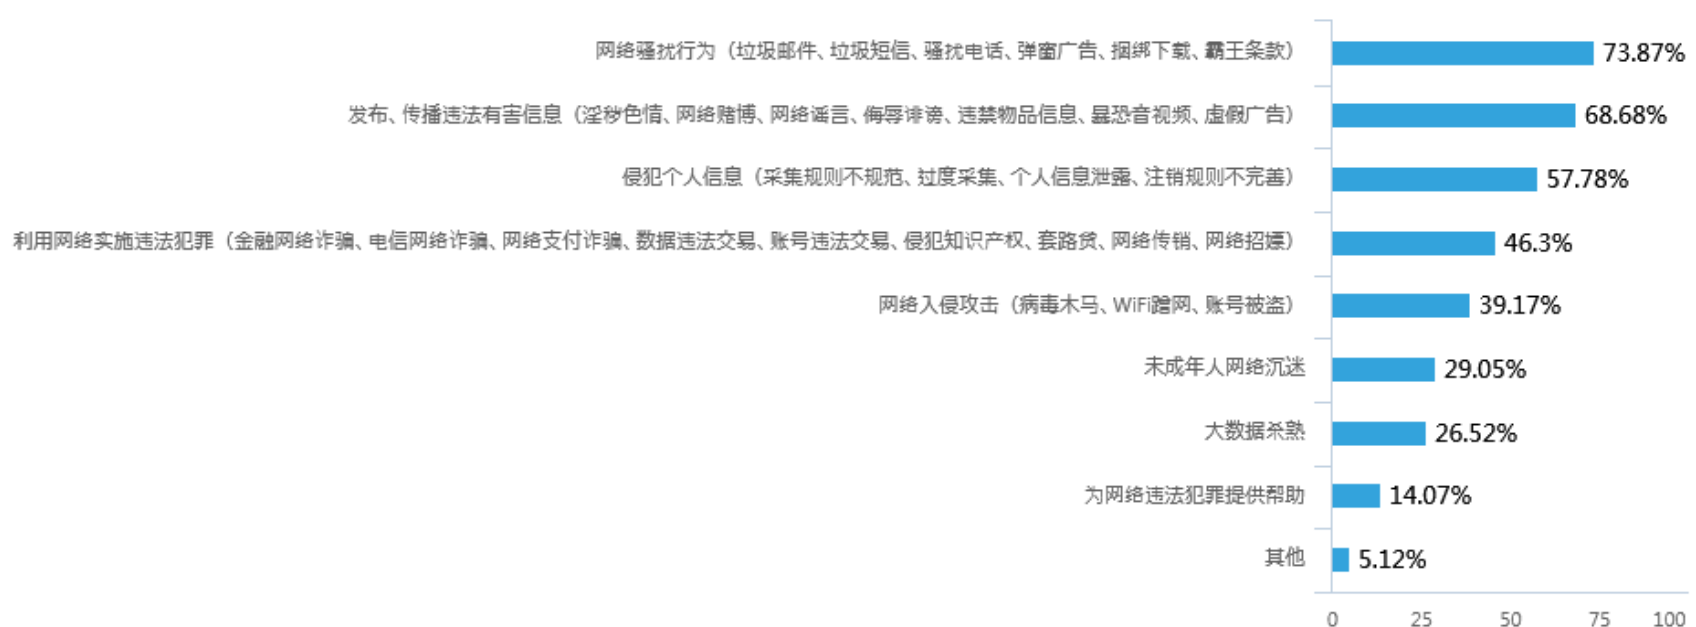 网络骚扰行为（垃圾邮件、垃圾短信、骚扰电话、弹窗广告、捆绑下载、霸王条款） 73.87%
发布、传播违法有害信息（淫秽色情、网络赌博、网络谣言、侮辱诽谤、违禁物品信息、暴恐音视频、虚假广告） 68.68%
侵犯个人信息（采集规则不规范、过度采集、个人信息泄露、注销规则不完善） 57.78%
利用网络实施违法犯罪（金融网络诈骗、电信网络诈骗、网络支付诈骗、数据违法交易、账号违法交易、侵犯知识产权、套路贷、网络传销、网络招嫖） 46.3%
网络入侵攻击（病毒木马、WiFi蹭网、账号被盗） 39.17%
未成年人网络沉迷 29.05%
大数据杀熟 26.52%
为网络违法犯罪提供帮助 14.07%
其他 5.12%
0 25 50 75 100